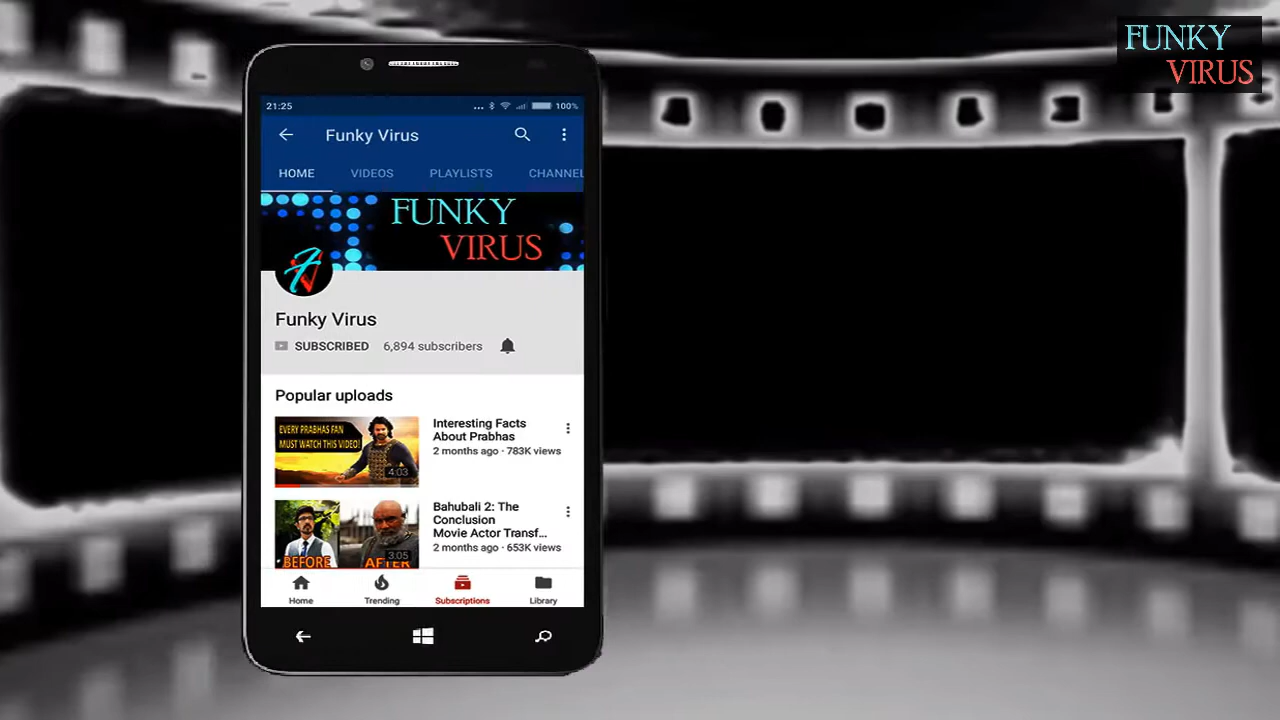 FUNKY
VIRUS
21:25 ... 100%
Funky Virus
HOME VIDEOS PLAYLISTS CHANNEL
FUNKY
VIRUS
FV
Funky Virus
SUBSCRIBED 6,894 subscribers
Popular uploads
EVERY PRABHAS FAN
MUST WATCH THIS VIDEO!
4:03
Interesting Facts
About Prabhas
2 months ago · 783K views
BEFORE AFTER
3:05
Bahubali 2: The
Conclusion
Movie Actor Transf...
2 months ago · 653K views
Home Trending Subscriptions Library